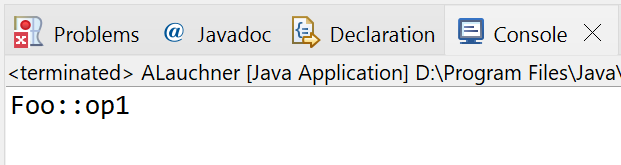 Problems @ Javadoc Declaration Console
<terminated> ALauchner [Java Application] D:\Program Files\Java\
Foo::op1